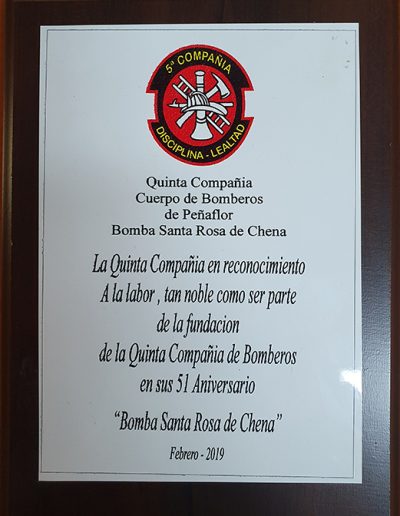 5ª COMPAÑIA
DISCIPLINA - LEALTAD
Quinta Compañia
Cuerpo de Bomberos
de Peñaflor
Bomba Santa Rosa de Chena
La Quinta Compañia en reconocimiento
A la labor , tan noble como ser parte
de la fundacion
de la Quinta Compañia de Bomberos
en sus 51 Aniversario
“Bomba Santa Rosa de Chena”
Febrero - 2019